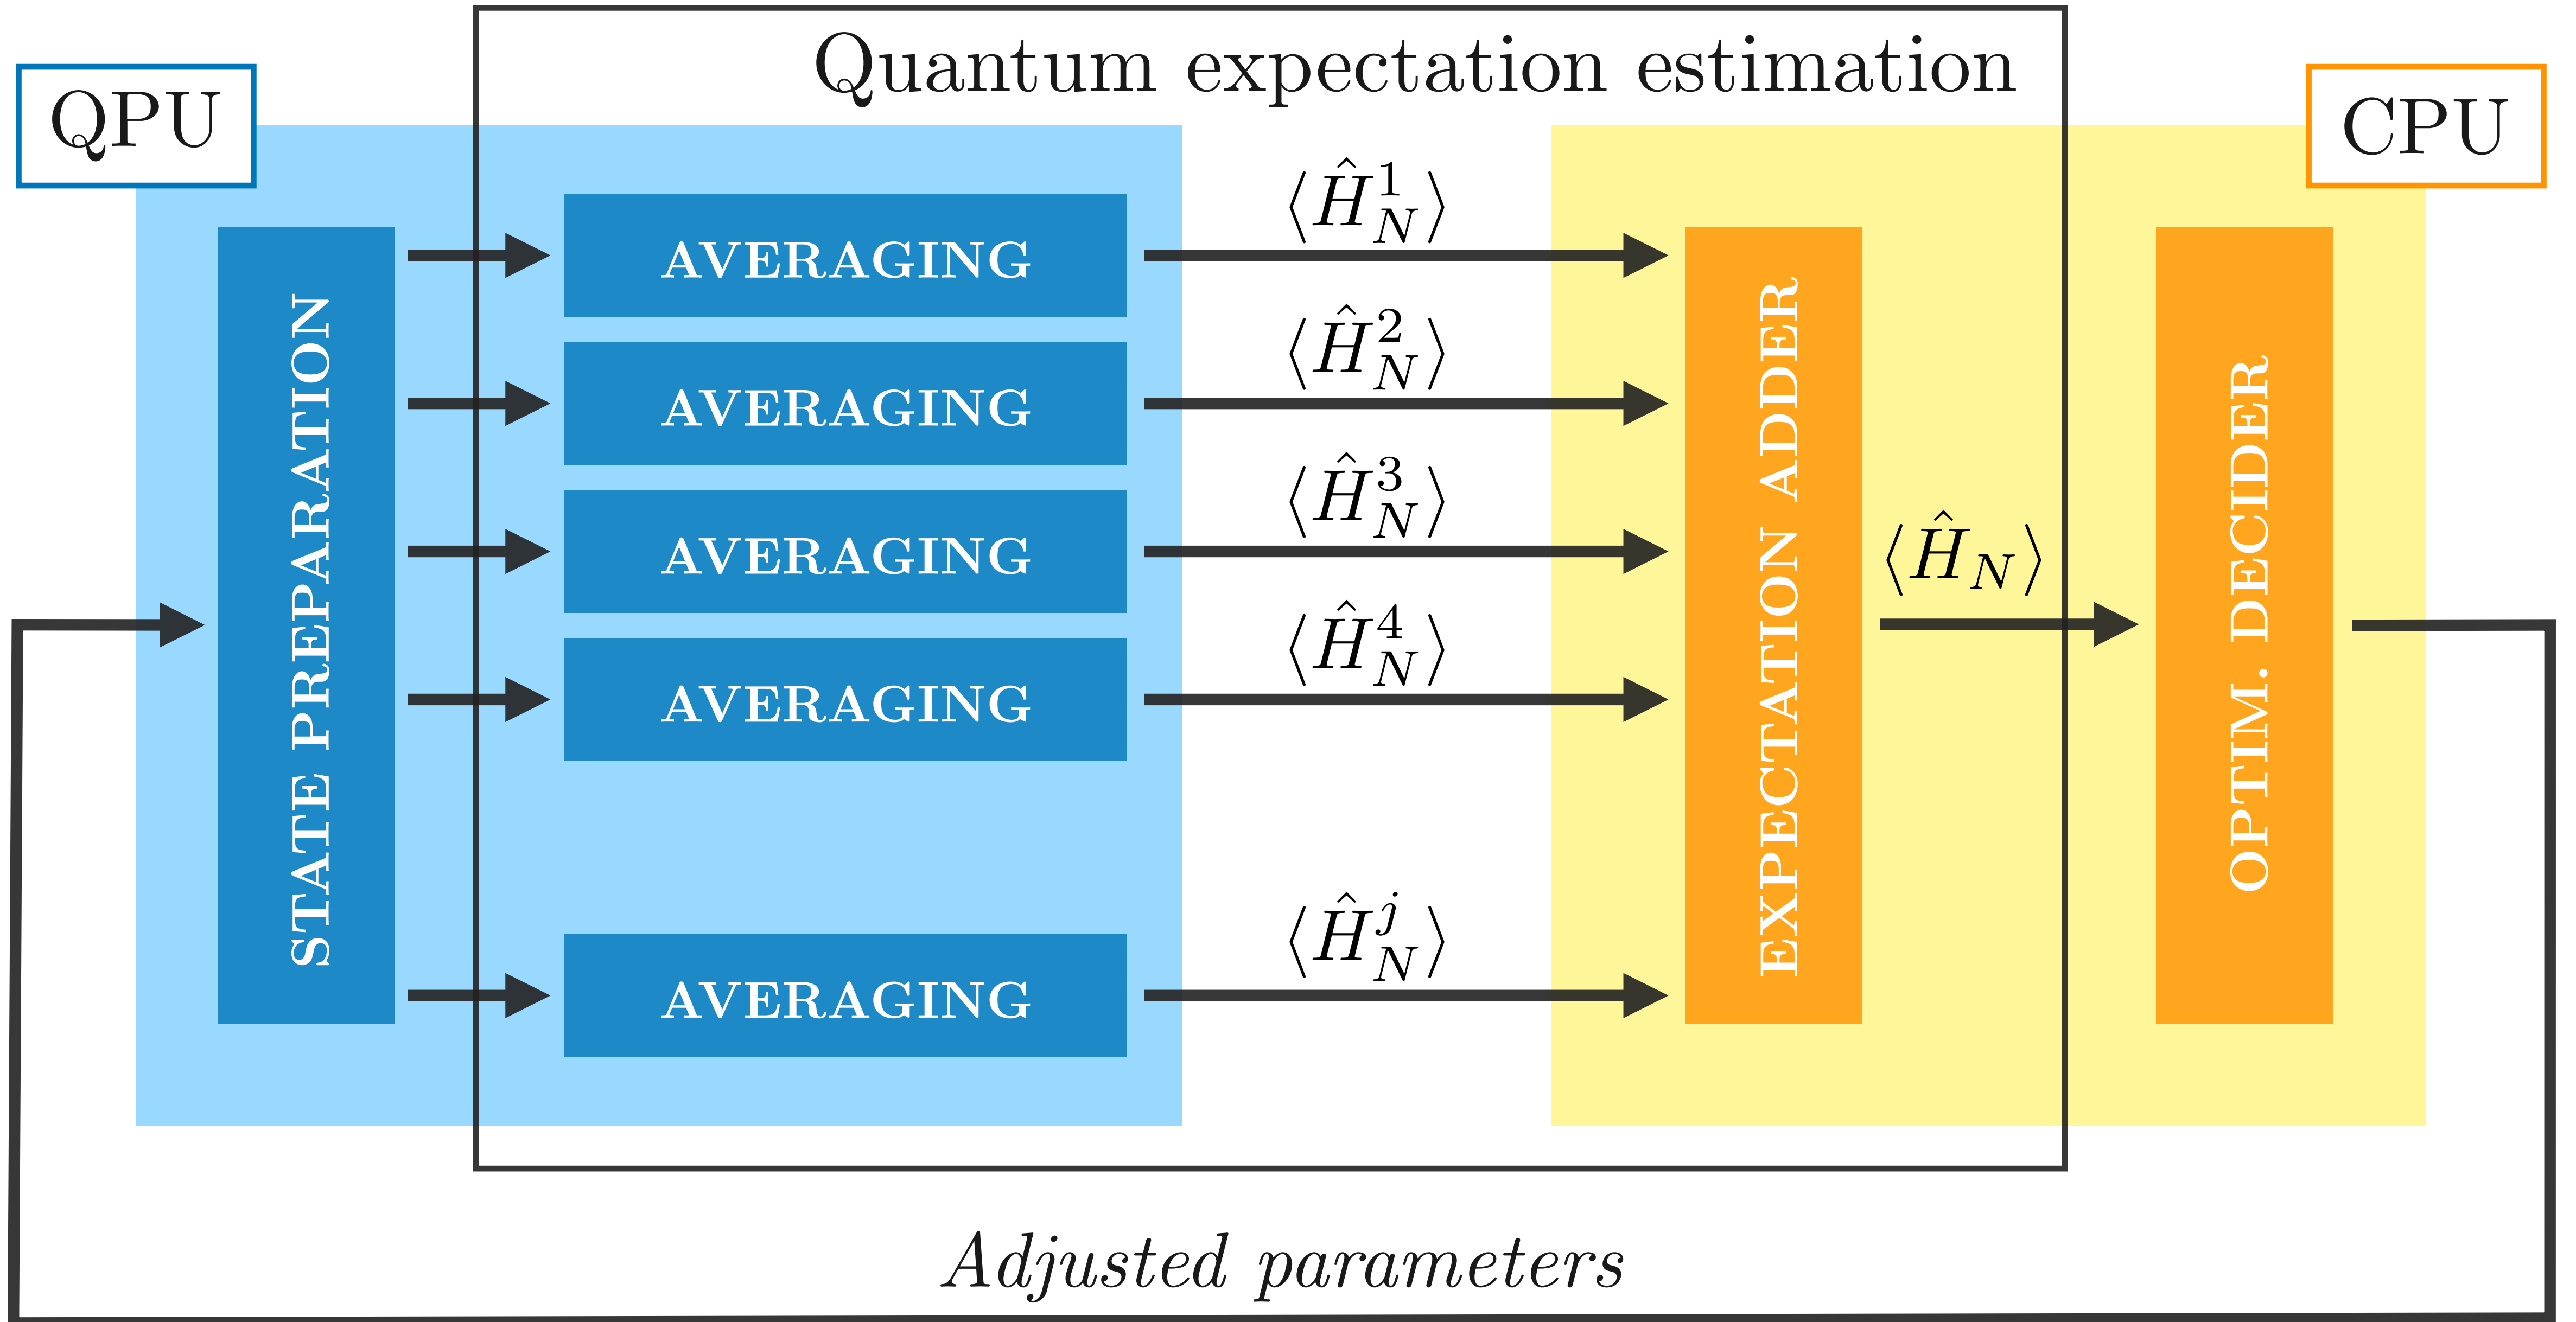 Quantum expectation estimation
QPU
CPU
STATE PREPARATION
AVERAGING
⟨Ĥ¹_N⟩
AVERAGING
⟨Ĥ²_N⟩
AVERAGING
⟨Ĥ³_N⟩
AVERAGING
⟨Ĥ⁴_N⟩
AVERAGING
⟨Ĥʲ_N⟩
EXPECTATION ADDER
⟨Ĥ_N⟩
OPTIM. DECIDER
Adjusted parameters